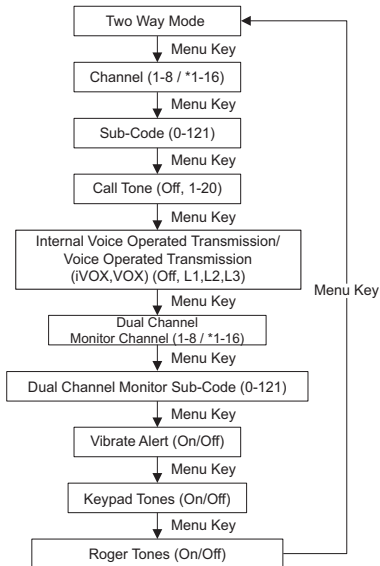 Two Way Mode
Menu Key
Channel (1-8 / *1-16)
Menu Key
Sub-Code (0-121)
Menu Key
Call Tone (Off, 1-20)
Menu Key
Internal Voice Operated Transmission/
Voice Operated Transmission
(iVOX,VOX) (Off, L1,L2,L3)
Menu Key
Menu Key
Dual Channel
Monitor Channel (1-8 / *1-16)
Menu Key
Dual Channel Monitor Sub-Code (0-121)
Menu Key
Vibrate Alert (On/Off)
Menu Key
Keypad Tones (On/Off)
Menu Key
Roger Tones (On/Off)